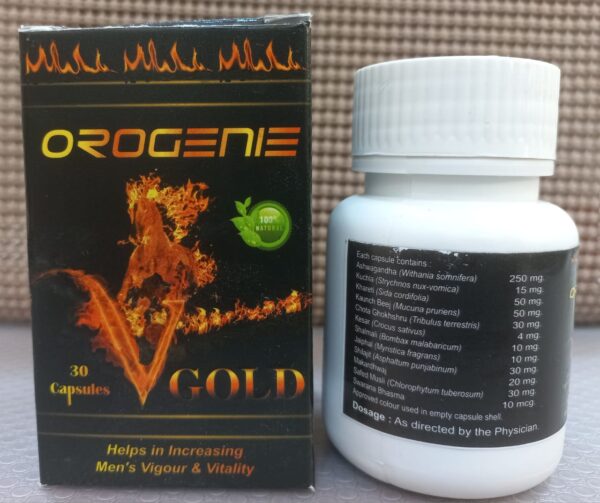 OROGENIE
100%
NATURAL
V
30
Capsules
GOLD
Helps in Increasing
Men's Vigour & Vitality
Each capsule contains :
Ashwagandha (Withania somnifera) 250 mg.
Kuchla (Strychnos nux-vomica) 15 mg.
Khareti (Sida cordifolia) 50 mg.
Kaunch Beej (Mucuna pruriens) 50 mg.
Chota Ghokhshru (Tribulus terrestris) 30 mg.
Kesar (Crocus sativus) 4 mg.
Shalmali (Bombax malabaricum) 10 mg.
Jaiphal (Myristica fragrans) 10 mg.
Shilajit (Asphaltum punjabinum) 30 mg.
Makardhwaj 20 mg.
Safed Musli (Chlorophytum tuberosum) 30 mg.
Swarana Bhasma 10 mcg.
Approved colour used in empty capsule shell.
Dosage : As directed by the Physician.